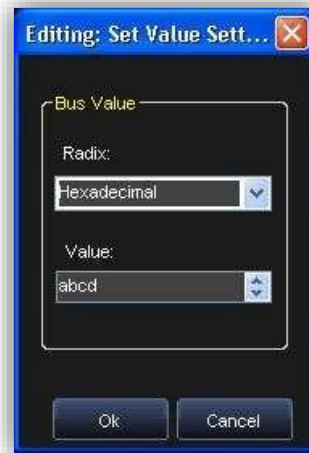 Editing: Set Value Sett...
Bus Value
Radix:
Hexadecimal
Value:
abcd
Ok
Cancel